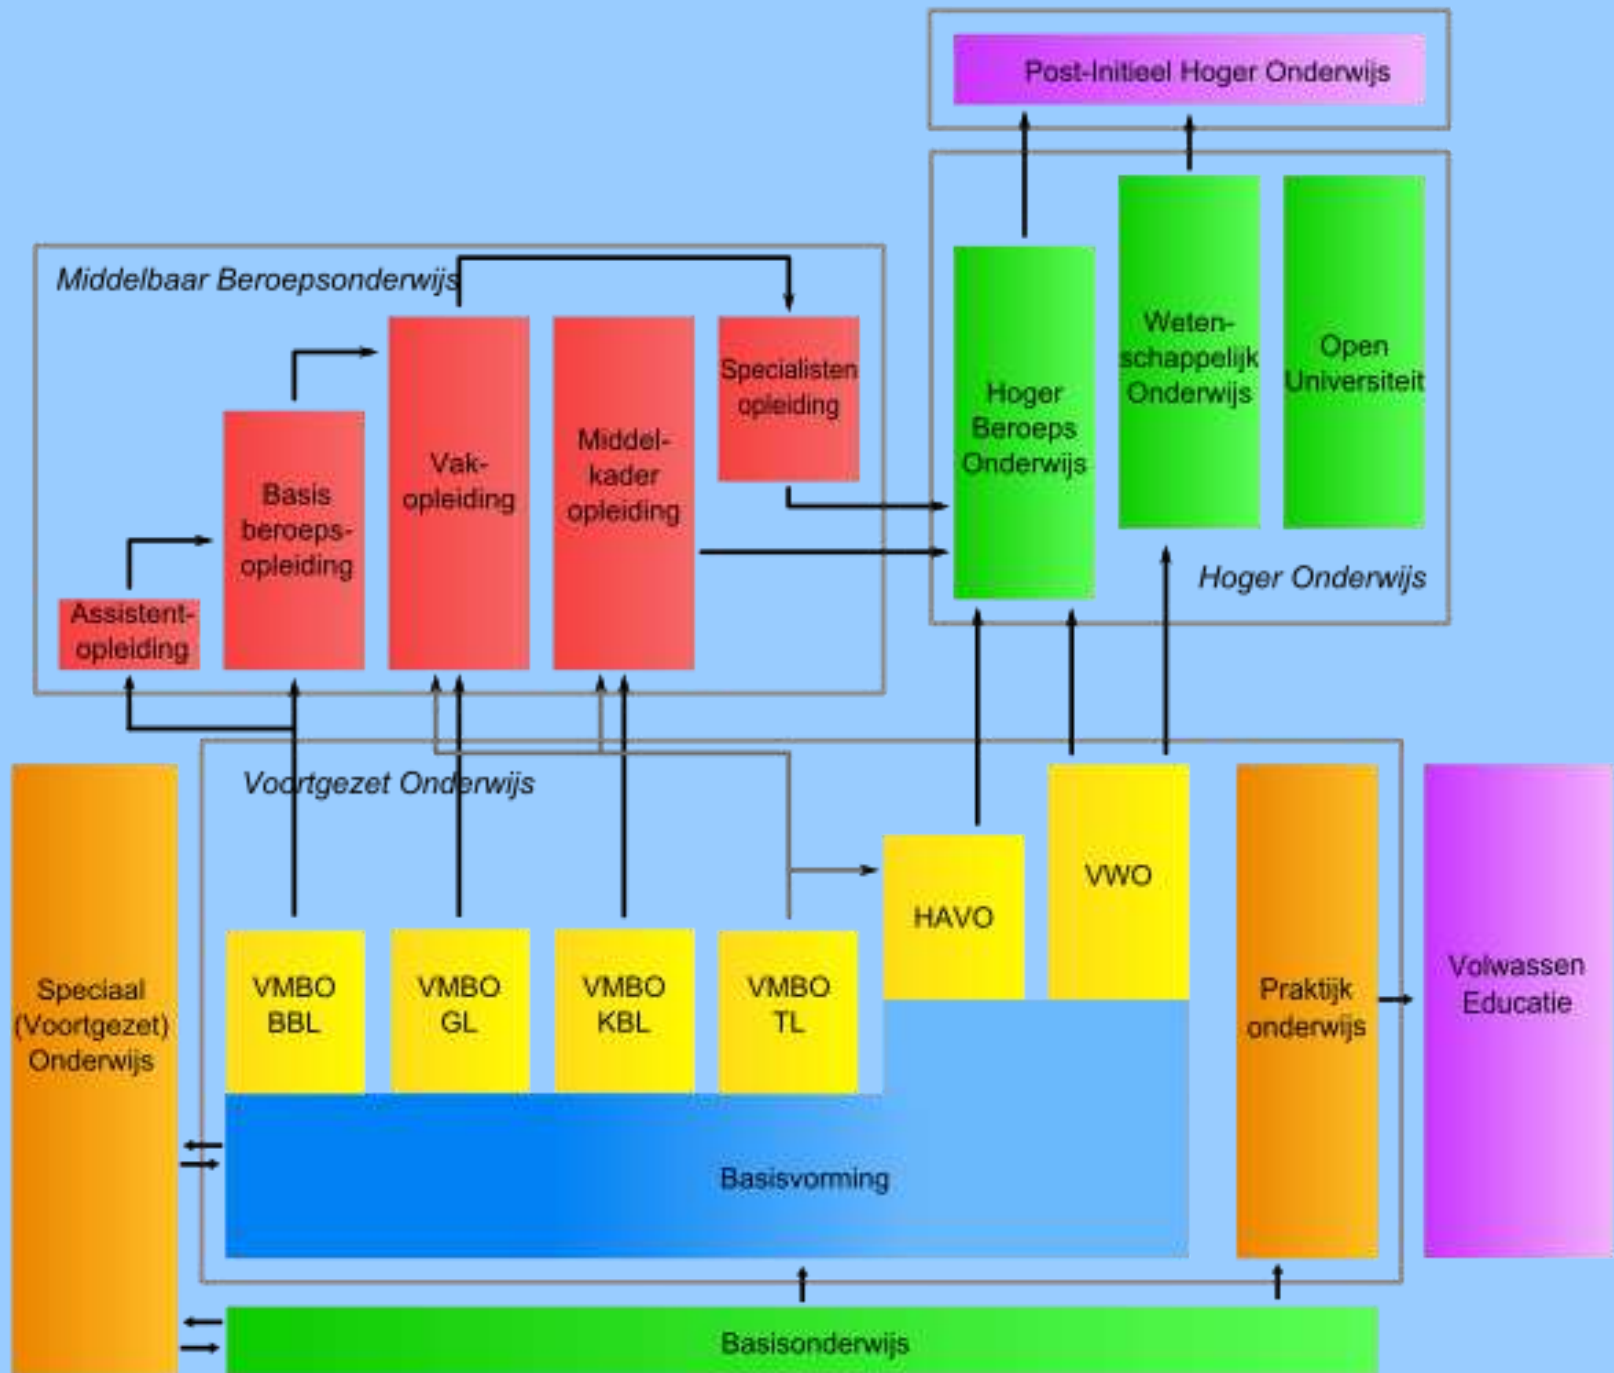 Post-Initieel Hoger Onderwijs
Middelbaar Beroepsonderwijs
Assistent-
opleiding
Basis
beroeps-
opleiding
Vak-
opleiding
Middel-
kader
opleiding
Specialisten
opleiding
Hoger
Beroeps
Onderwijs
Weten-
schappelijk
Onderwijs
Open
Universiteit
Hoger Onderwijs
Voortgezet Onderwijs
Speciaal
(Voortgezet)
Onderwijs
VMBO
BBL
VMBO
GL
VMBO
KBL
VMBO
TL
HAVO
VWO
Praktijk
onderwijs
Volwassen
Educatie
Basisvorming
Basisonderwijs